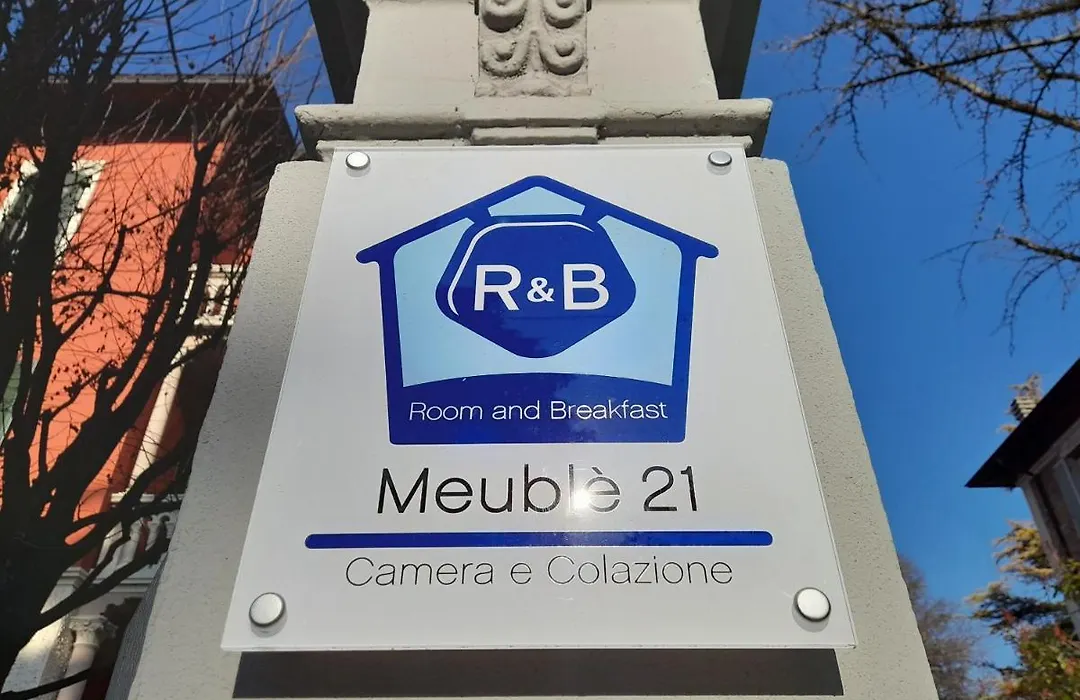 R&B
Room and Breakfast
Meublè 21
Camera e Colazione